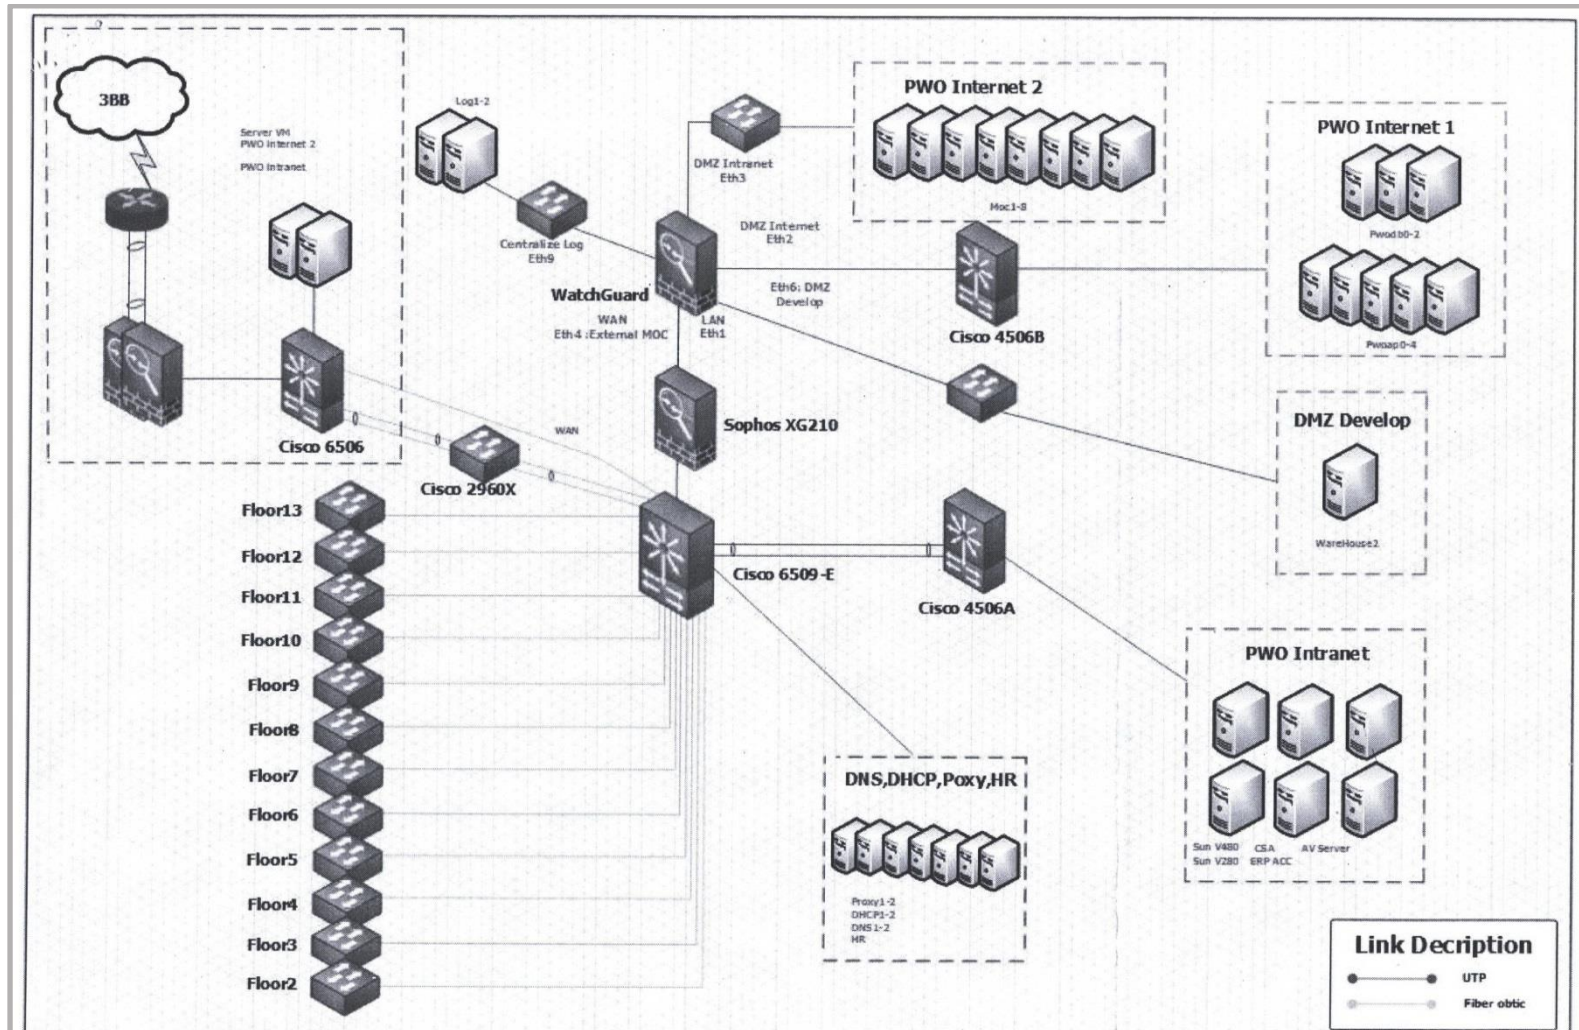 3BB
Server VM
PWO Internet 2
PWO Intranet
Cisco 6506
Log1-2
Centralize Log
Eth9
DMZ Intranet
Eth3
PWO Internet 2
Moc1-8
PWO Internet 1
Pwodb0-2
Pwoap0-4
DMZ Internet
Eth2
WatchGuard
WAN
Eth4 :External MOC
LAN
Eth1
Eth6: DMZ
Develop
Cisco 4506B
DMZ Develop
WareHouse2
Sophos XG210
WAN
Cisco 2960X
Cisco 6509-E
Cisco 4506A
PWO Intranet
Sun V480 CSA AV Server
Sun V280 ERP ACC
DNS,DHCP,Poxy,HR
Proxy1-2
DHCP1-2
DNS1-2
HR
Floor13
Floor12
Floor11
Floor10
Floor9
Floor8
Floor7
Floor6
Floor5
Floor4
Floor3
Floor2
Link Decription
UTP
Fiber obtic